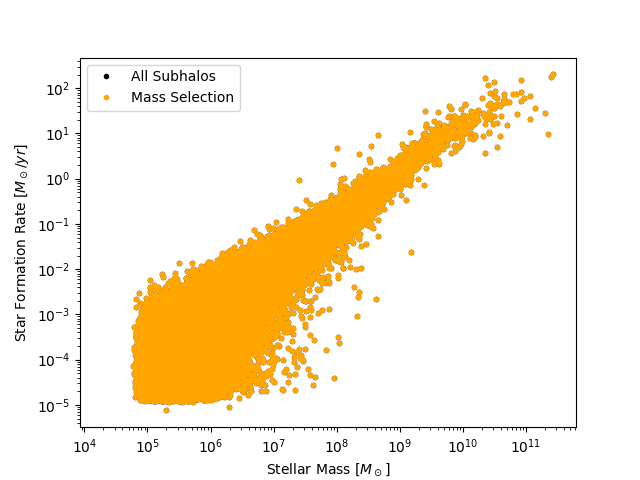 All Subhalos
Mass Selection
Star Formation Rate [M⊙/yr]
10²
10¹
10⁰
10⁻¹
10⁻²
10⁻³
10⁻⁴
10⁻⁵
10⁴ 10⁵ 10⁶ 10⁷ 10⁸ 10⁹ 10¹⁰ 10¹¹
Stellar Mass [M⊙]